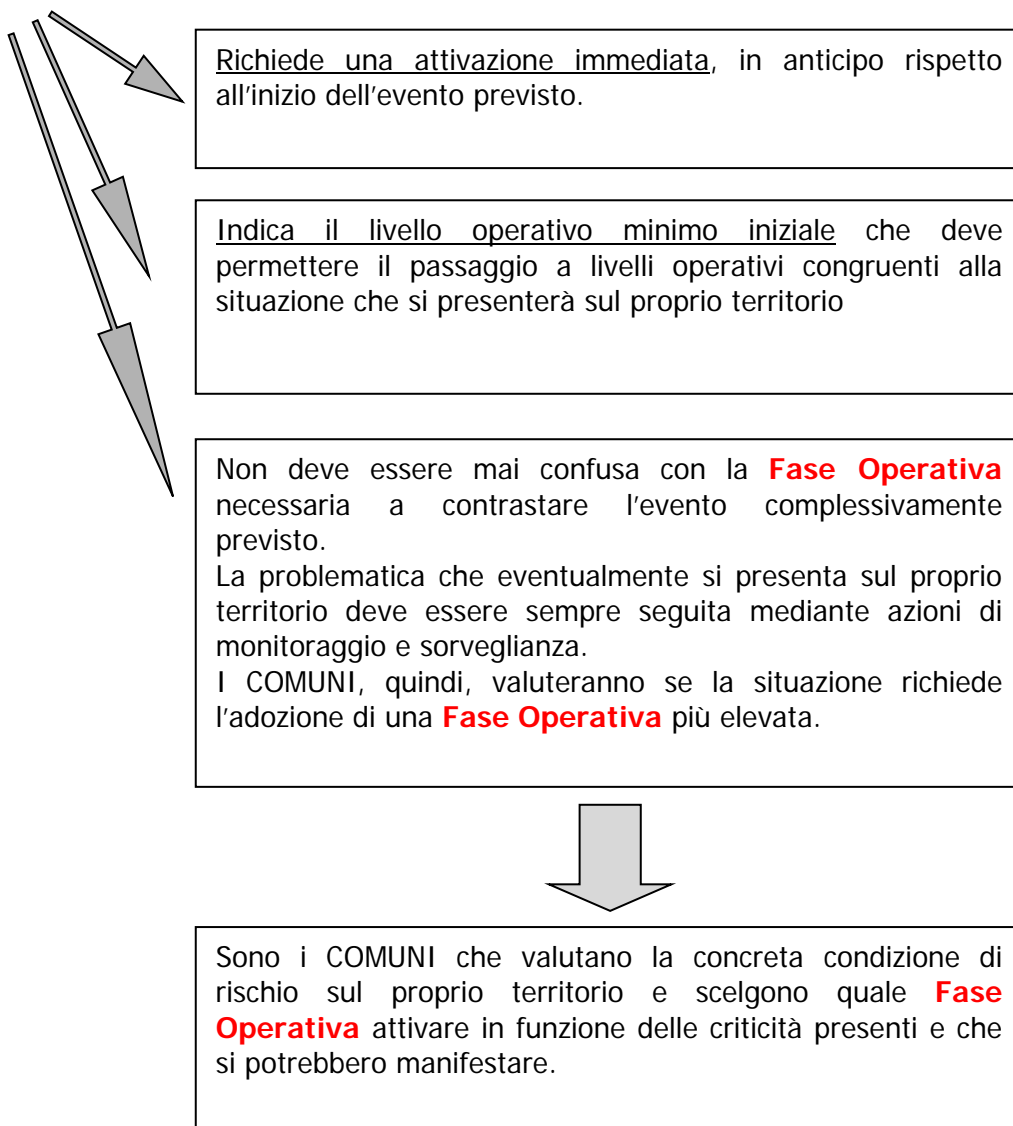 Richiede una attivazione immediata, in anticipo rispetto
all'inizio dell'evento previsto.
Indica il livello operativo minimo iniziale che deve
permettere il passaggio a livelli operativi congruenti alla
situazione che si presenterà sul proprio territorio
Non deve essere mai confusa con la Fase Operativa
necessaria a contrastare l'evento complessivamente
previsto.
La problematica che eventualmente si presenta sul proprio
territorio deve essere sempre seguita mediante azioni di
monitoraggio e sorveglianza.
I COMUNI, quindi, valuteranno se la situazione richiede
l'adozione di una Fase Operativa più elevata.
Sono i COMUNI che valutano la concreta condizione di
rischio sul proprio territorio e scelgono quale Fase
Operativa attivare in funzione delle criticità presenti e che
si potrebbero manifestare.